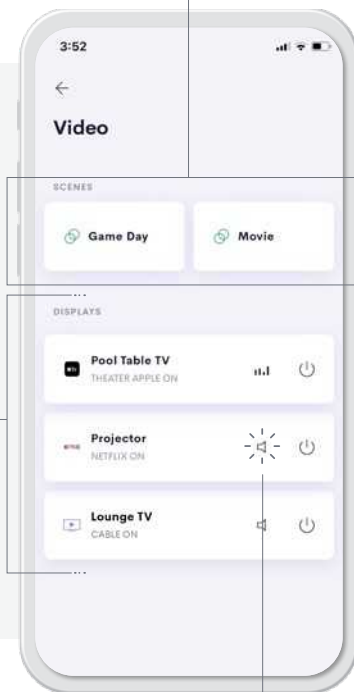 3:52
Video
SCENES
Game Day
Movie
DISPLAYS
Pool Table TV
THEATER APPLE ON
Projector
NETFLIX ON
Lounge TV
CABLE ON